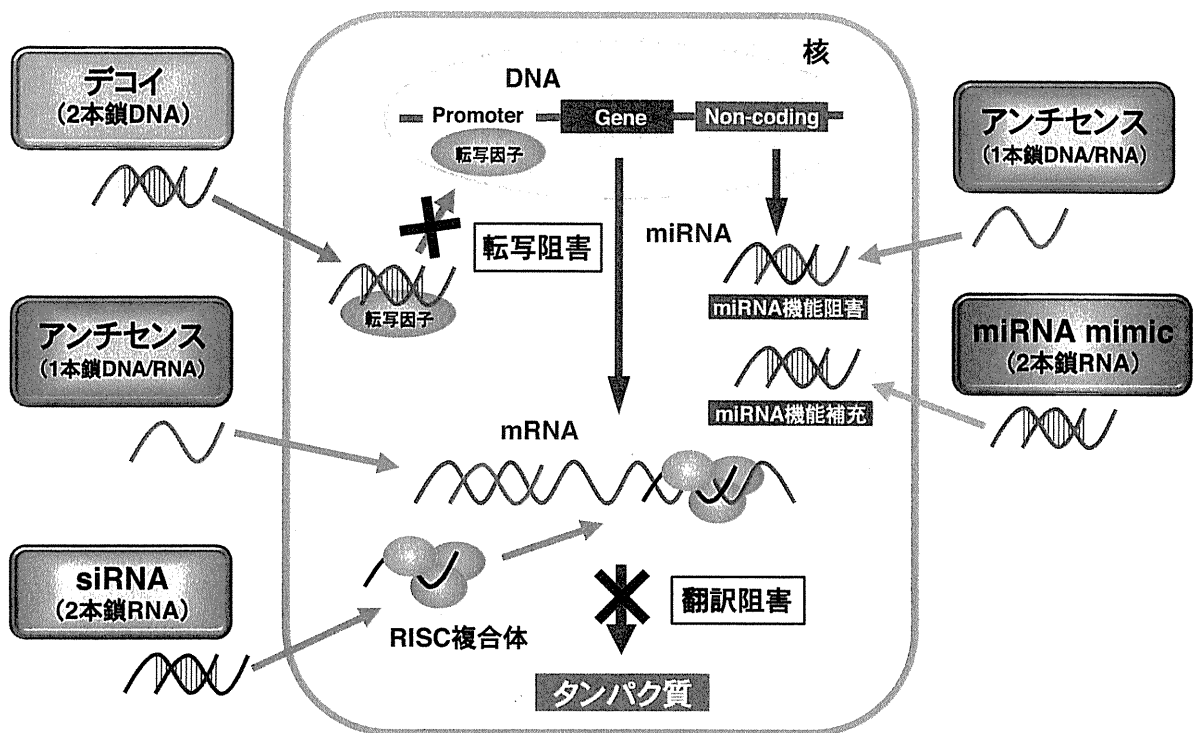 核
DNA
Promoter
Gene
Non-coding
転写因子
デコイ
(2本鎖DNA)
転写阻害
転写因子
miRNA
miRNA機能阻害
miRNA機能補充
アンチセンス
(1本鎖DNA/RNA)
miRNA mimic
(2本鎖RNA)
アンチセンス
(1本鎖DNA/RNA)
mRNA
siRNA
(2本鎖RNA)
RISC複合体
翻訳阻害
タンパク質